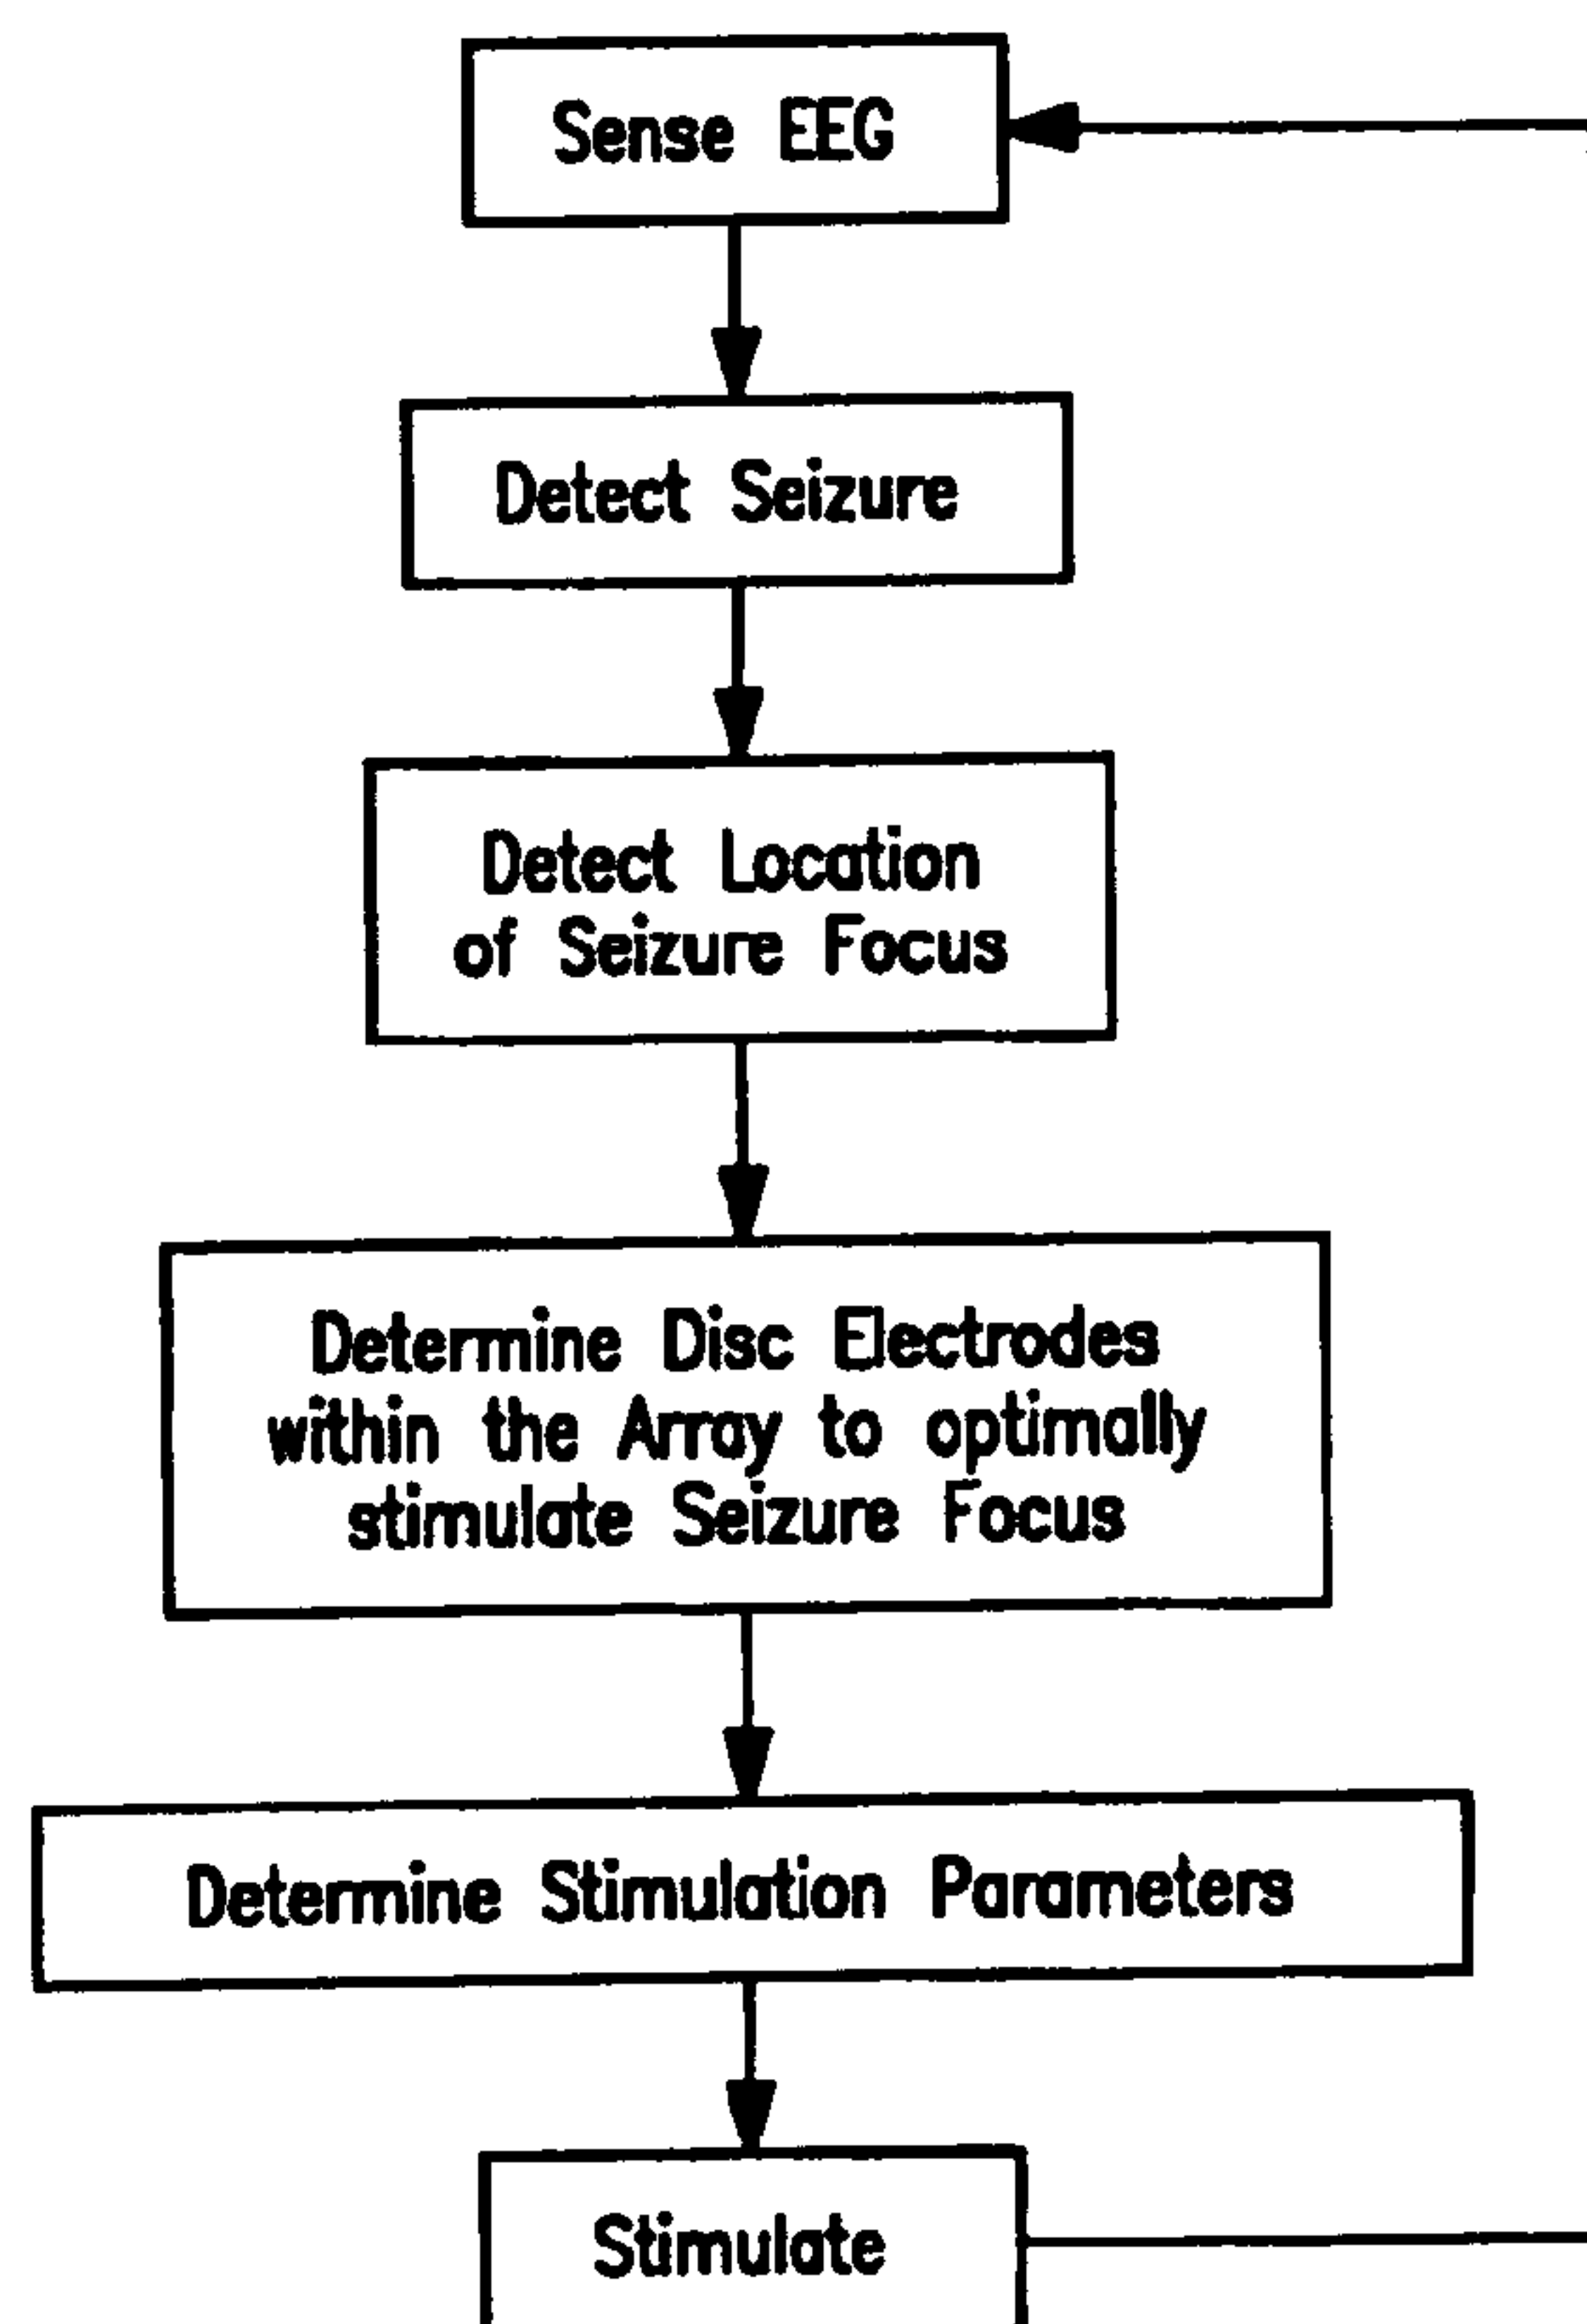 Sense EEG
Detect Seizure
Detect Location
of Seizure Focus
Determine Disc Electrodes
within the Array to optimally
stimulate Seizure Focus
Determine Stimulation Parameters
Stimulate